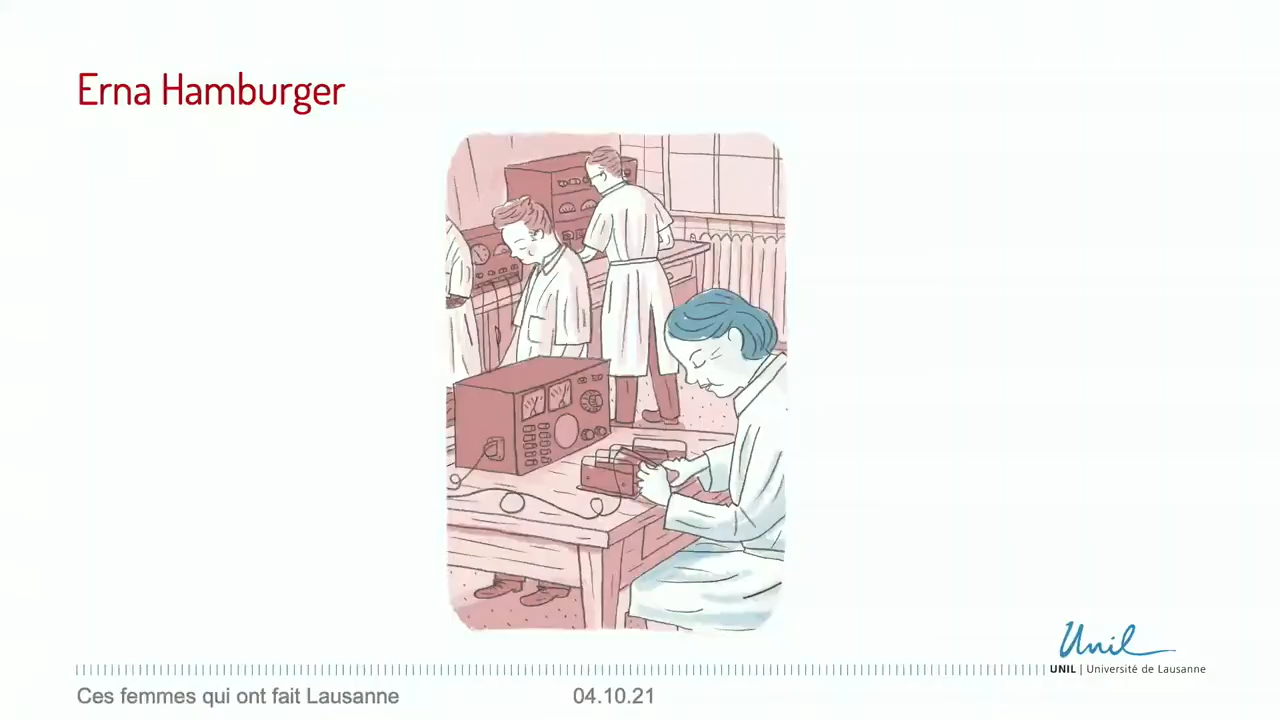 Erna Hamburger
Unil
UNIL | Université de Lausanne
Ces femmes qui ont fait Lausanne
04.10.21